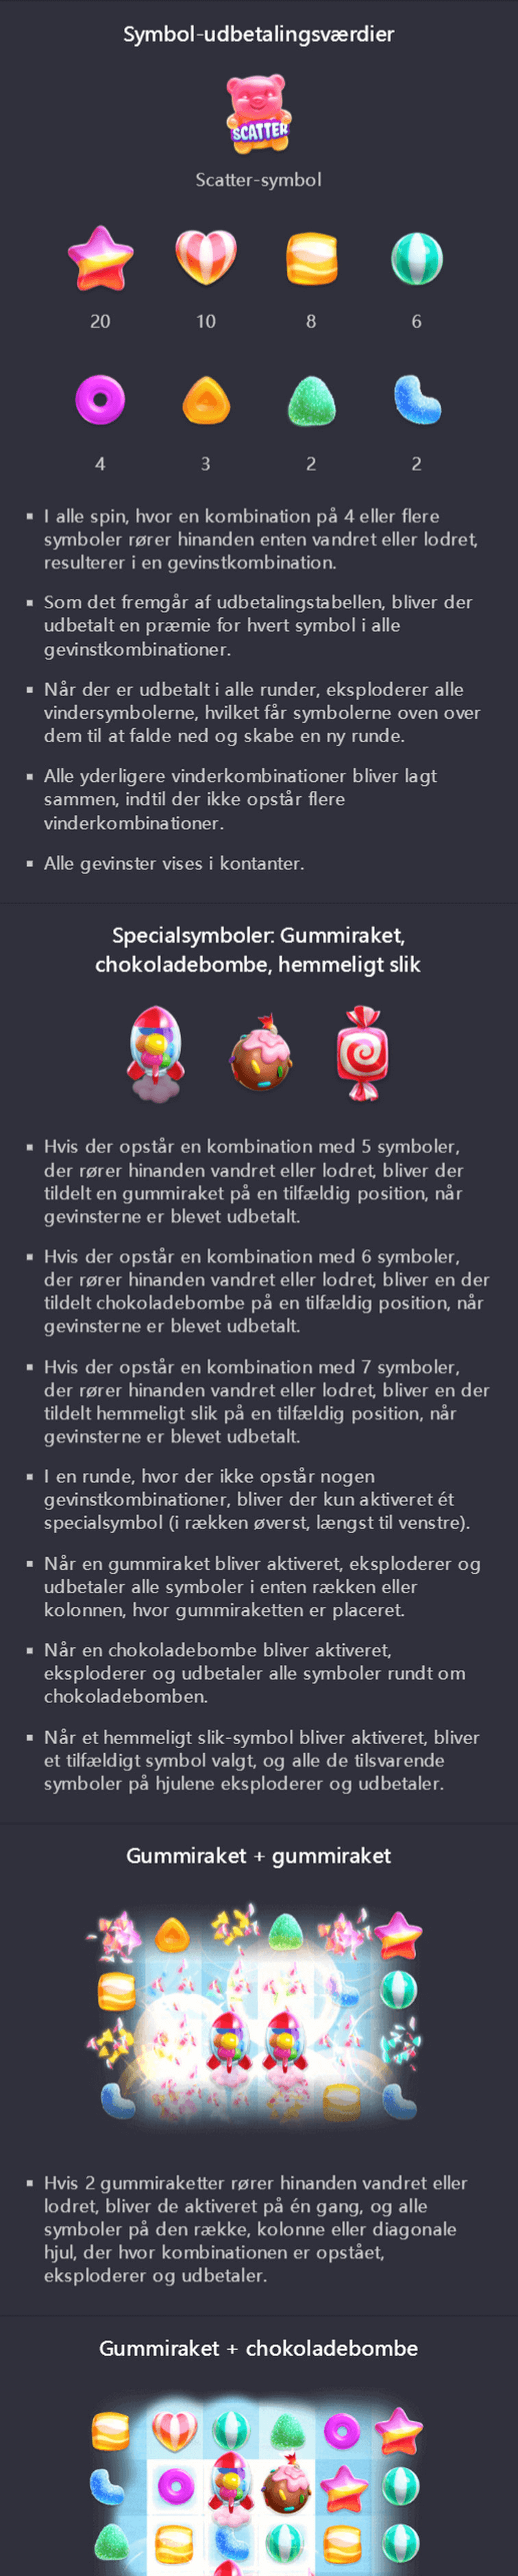 Symbol-udbetalingsværdier
SCATTER
Scatter-symbol
20 10 8 6
4 3 2 2
▪ I alle spin, hvor en kombination på 4 eller flere
symboler rører hinanden enten vandret eller lodret,
resulterer i en gevinstkombination.
▪ Som det fremgår af udbetalingstabellen, bliver der
udbetalt en præmie for hvert symbol i alle
gevinstkombinationer.
▪ Når der er udbetalt i alle runder, eksploderer alle
vindersymbolerne, hvilket får symbolerne oven over
dem til at falde ned og skabe en ny runde.
▪ Alle yderligere vinderkombinationer bliver lagt
sammen, indtil der ikke opstår flere
vinderkombinationer.
▪ Alle gevinster vises i kontanter.
Specialsymboler: Gummiraket,
chokoladebombe, hemmeligt slik
▪ Hvis der opstår en kombination med 5 symboler,
der rører hinanden vandret eller lodret, bliver der
tildelt en gummiraket på en tilfældig position, når
gevinsterne er blevet udbetalt.
▪ Hvis der opstår en kombination med 6 symboler,
der rører hinanden vandret eller lodret, bliver en der
tildelt chokoladebombe på en tilfældig position, når
gevinsterne er blevet udbetalt.
▪ Hvis der opstår en kombination med 7 symboler,
der rører hinanden vandret eller lodret, bliver en der
tildelt hemmeligt slik på en tilfældig position, når
gevinsterne er blevet udbetalt.
▪ I en runde, hvor der ikke opstår nogen
gevinstkombinationer, bliver der kun aktiveret ét
specialsymbol (i rækken øverst, længst til venstre).
▪ Når en gummiraket bliver aktiveret, eksploderer og
udbetaler alle symboler i enten rækken eller
kolonnen, hvor gummiraketten er placeret.
▪ Når en chokoladebombe bliver aktiveret,
eksploderer og udbetaler alle symboler rundt om
chokoladebomben.
▪ Når et hemmeligt slik-symbol bliver aktiveret, bliver
et tilfældigt symbol valgt, og alle de tilsvarende
symboler på hjulene eksploderer og udbetaler.
Gummiraket + gummiraket
▪ Hvis 2 gummiraketter rører hinanden vandret eller
lodret, bliver de aktiveret på én gang, og alle
symboler på den række, kolonne eller diagonale
hjul, der hvor kombinationen er opstået,
eksploderer og udbetaler.
Gummiraket + chokoladebombe